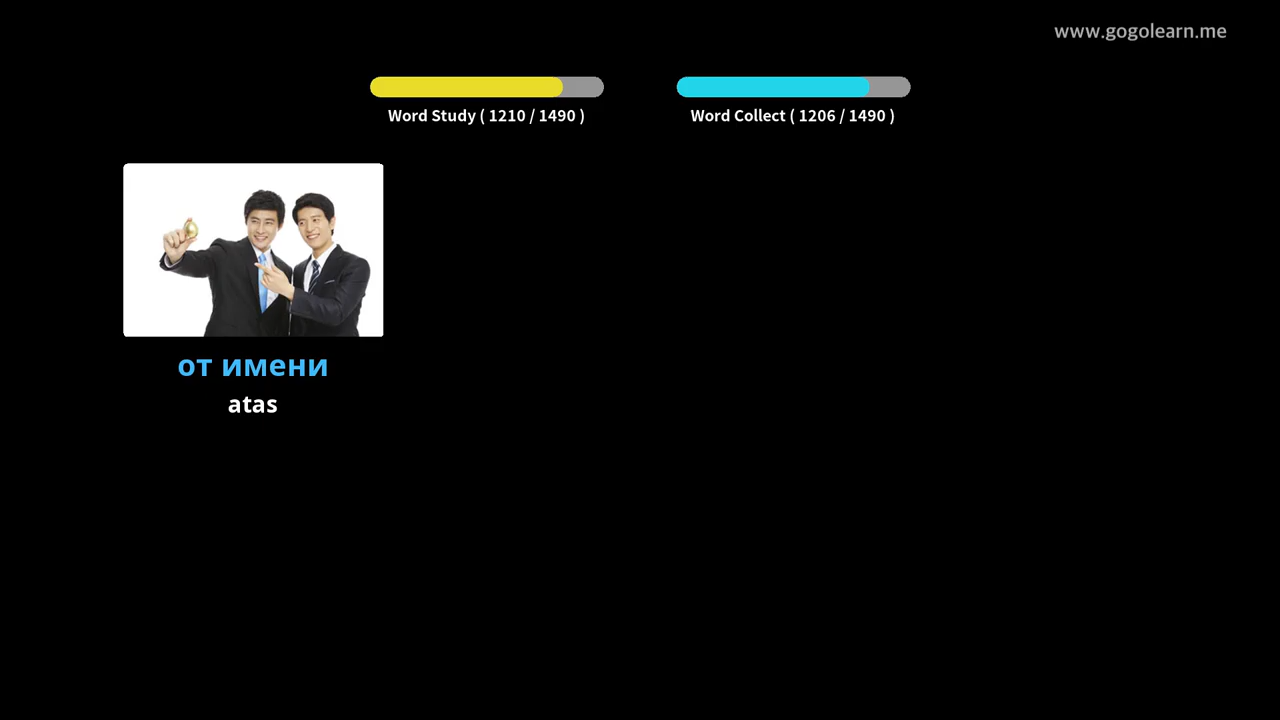 www.gogolearn.me
Word Study ( 1210 / 1490 )
Word Collect ( 1206 / 1490 )
от имени
atas